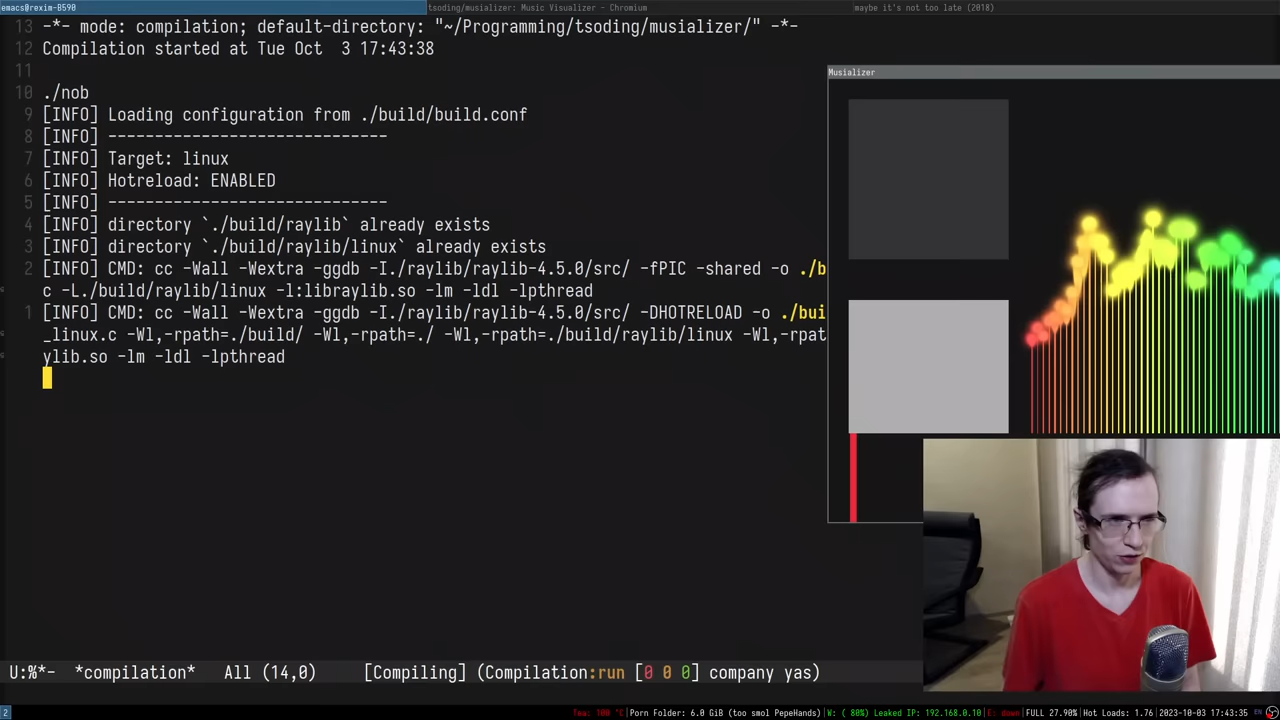 emacs@rexim-B590
tsoding/musializer: Music Visualizer - Chromium
maybe it's not too late (2018)
13 -*- mode: compilation; default-directory: "~/Programming/tsoding/musializer/" -*-
12 Compilation started at Tue Oct  3 17:43:38
11
10 ./nob
9 [INFO] Loading configuration from ./build/build.conf
8 [INFO] ------------------------------
7 [INFO] Target: linux
6 [INFO] Hotreload: ENABLED
5 [INFO] ------------------------------
4 [INFO] directory `./build/raylib` already exists
3 [INFO] directory `./build/raylib/linux` already exists
2 [INFO] CMD: cc -Wall -Wextra -ggdb -I./raylib/raylib-4.5.0/src/ -fPIC -shared -o ./b
c -L./build/raylib/linux -l:libraylib.so -lm -ldl -lpthread
1 [INFO] CMD: cc -Wall -Wextra -ggdb -I./raylib/raylib-4.5.0/src/ -DHOTRELOAD -o ./bui
_linux.c -Wl,-rpath=./build/ -Wl,-rpath=./ -Wl,-rpath=./build/raylib/linux -Wl,-rpat
ylib.so -lm -ldl -lpthread
Musializer
U:%*-  *compilation*   All (14,0)     [Compiling] (Compilation:run [0 0 0] company yas)
2
Tea: 100 °C|Porn Folder: 6.0 GiB (too smol PepeHands)|W: ( 80%) Leaked IP: 192.168.0.10|E: down|FULL 27.90%|Hot Loads: 1.76|2023-10-03 17:43:35 EN